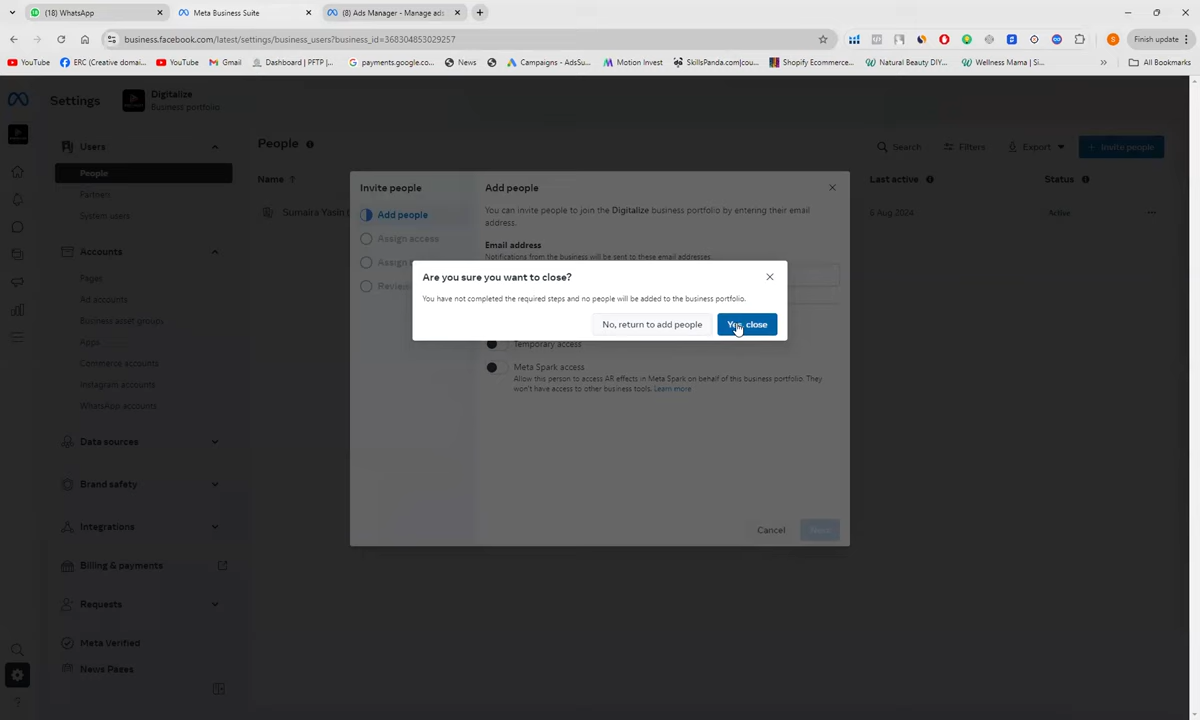 (18) WhatsApp
Meta Business Suite
(8) Ads Manager - Manage ads
business.facebook.com/latest/settings/business_users?business_id=368304853029257
Finish update
YouTube
ERC (Creative domai...
YouTube
Gmail
Dashboard | PFTP |...
payments.google.co...
News
Campaigns - AdsSu...
Motion Invest
SkillsPanda.com|cou...
Shopify Ecommerce...
Natural Beauty DIY...
Wellness Mama | Si...
All Bookmarks
Settings
Digitalize
Business portfolio
Users
People
Partners
System users
Accounts
Pages
Ad accounts
Business asset groups
Apps
Commerce accounts
Instagram accounts
WhatsApp accounts
Data sources
Brand safety
Integrations
Billing & payments
Requests
Meta Verified
News Pages
People
Search
Filters
Export
+ Invite people
Name
Last active
Status
Sumaira Yasin
6 Aug 2024
Active
Invite people
Add people
Assign access
Assign
Review
Add people
You can invite people to join the Digitalize business portfolio by entering their email
address.
Email address
Notifications from the business will be sent to these email addresses.
Are you sure you want to close?
You have not completed the required steps and no people will be added to the business portfolio.
No, return to add people
Yes, close
Temporary access
Meta Spark access
Allow this person to access AR effects in Meta Spark on behalf of this business portfolio. They
won't have access to other business tools. Learn more
Cancel
Next